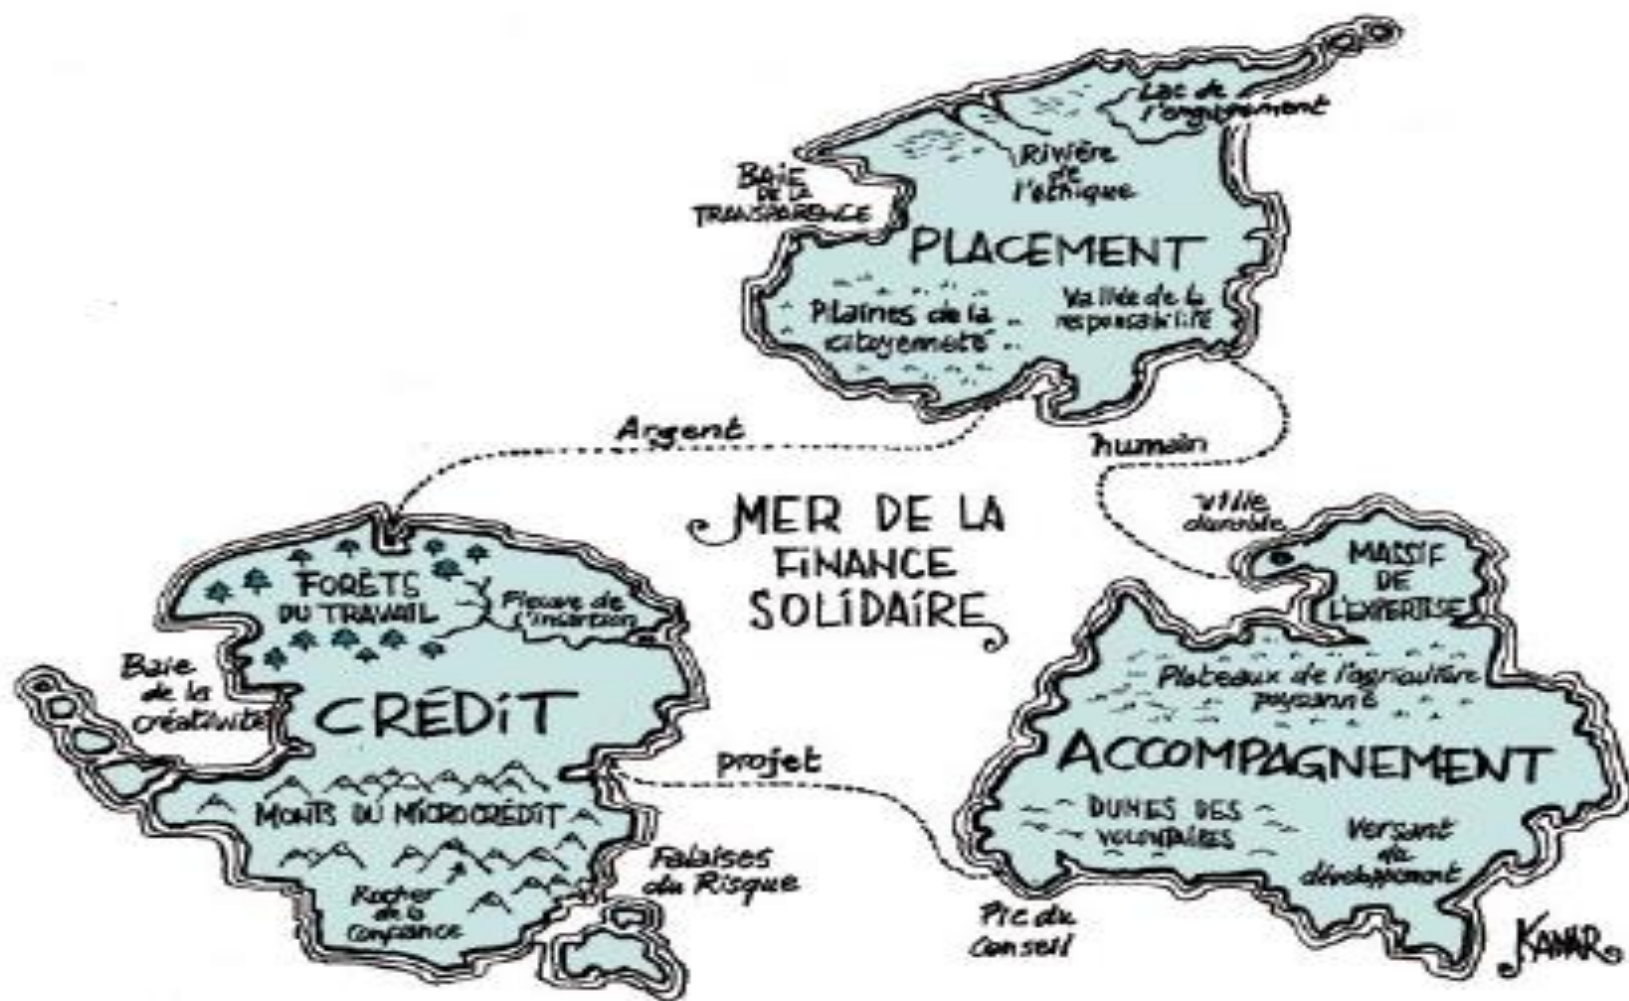 Lac de
l'engagement
Rivière
de
l'éthique
BAIE
DE LA
TRANSPARENCE
PLACEMENT
Plaines de la
citoyenneté
Vallée de la
responsabilité
Argent
humain
MER DE LA
FINANCE
SOLIDAIRE
Ville
durable
MASSIF
DE
L'EXPERTISE
FORÊTS
DU TRAVAIL
Fleuve de
l'insertion
Baie
de la
créativité
CRÉDIT
Plateaux de l'agriculture
paysanne
ACCOMPAGNEMENT
projet
MONTS DU MICROCRÉDIT
DUNES DES
VOLONTAIRES
Versant
du
développement
Falaises
du Risque
Rocher
de la
Confiance
Pic du
Conseil
KANAR